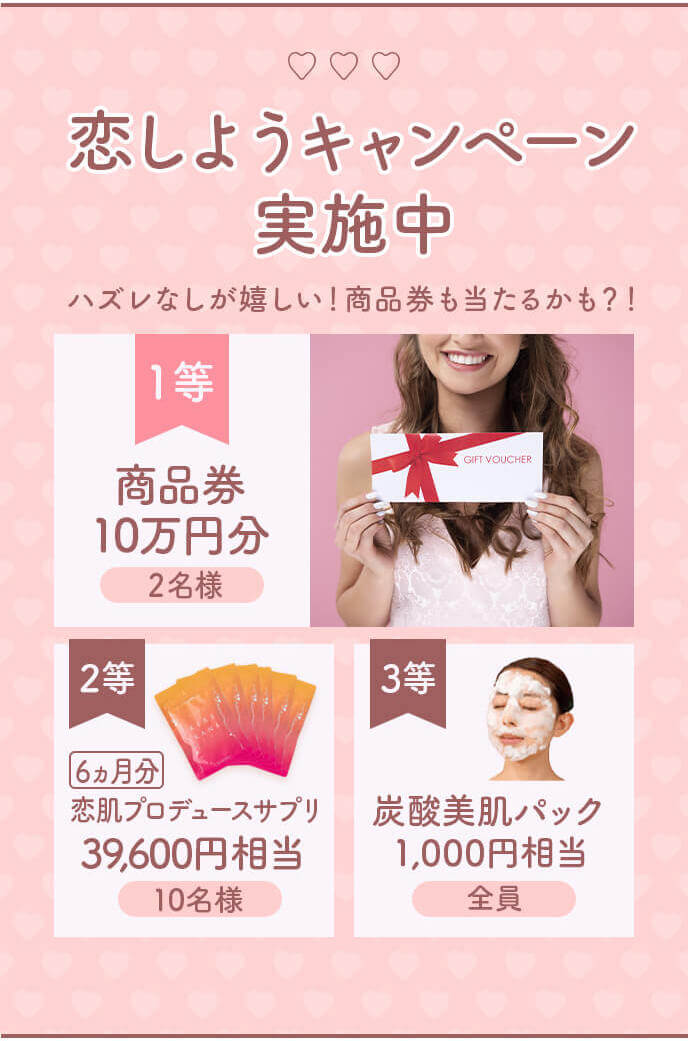 恋しようキャンペーン
実施中
ハズレなしが嬉しい！商品券も当たるかも？！
1等
商品券
10万円分
2名様
GIFT VOUCHER
2等
6ヵ月分
恋肌プロデュースサプリ
39,600円相当
10名様
3等
炭酸美肌パック
1,000円相当
全員